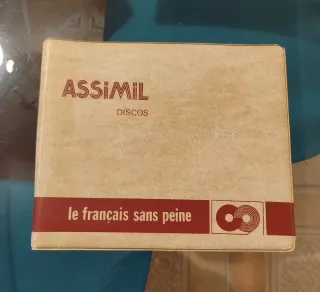 ASSiMiL
DISCOS
le français sans peine